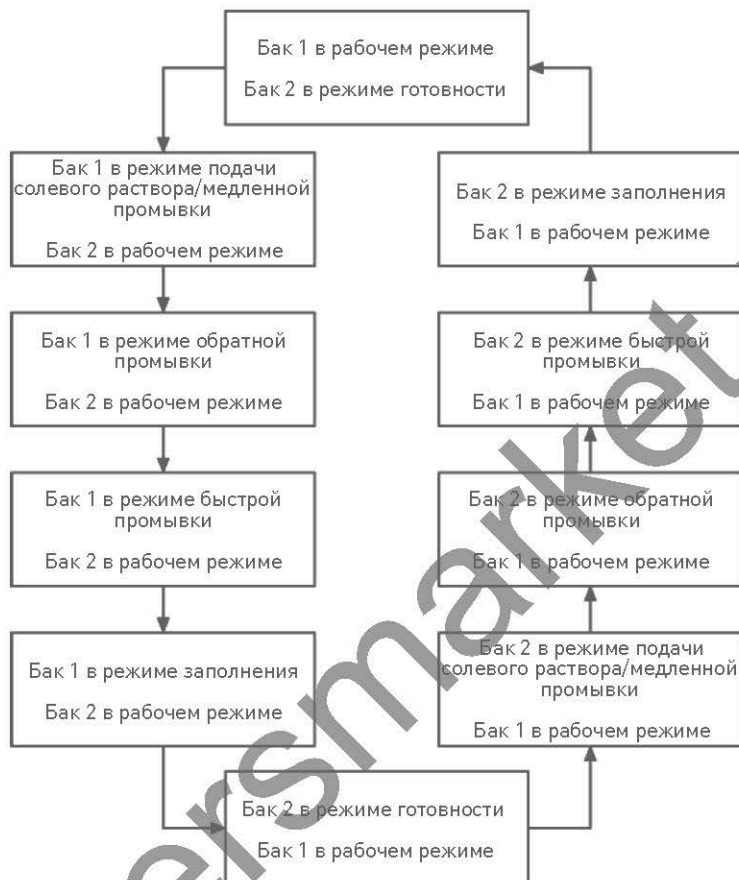 Бак 1 в рабочем режиме
Бак 2 в режиме готовности
Бак 1 в режиме подачи
солевого раствора/медленной
промывки
Бак 2 в рабочем режиме
Бак 1 в режиме обратной
промывки
Бак 2 в рабочем режиме
Бак 1 в режиме быстрой
промывки
Бак 2 в рабочем режиме
Бак 1 в режиме заполнения
Бак 2 в рабочем режиме
Бак 2 в режиме готовности
Бак 1 в рабочем режиме
Бак 2 в режиме подачи
солевого раствора/медленной
промывки
Бак 1 в рабочем режиме
Бак 2 в режиме обратной
промывки
Бак 1 в рабочем режиме
Бак 2 в режиме быстрой
промывки
Бак 1 в рабочем режиме
Бак 2 в режиме заполнения
Бак 1 в рабочем режиме
ersmarket